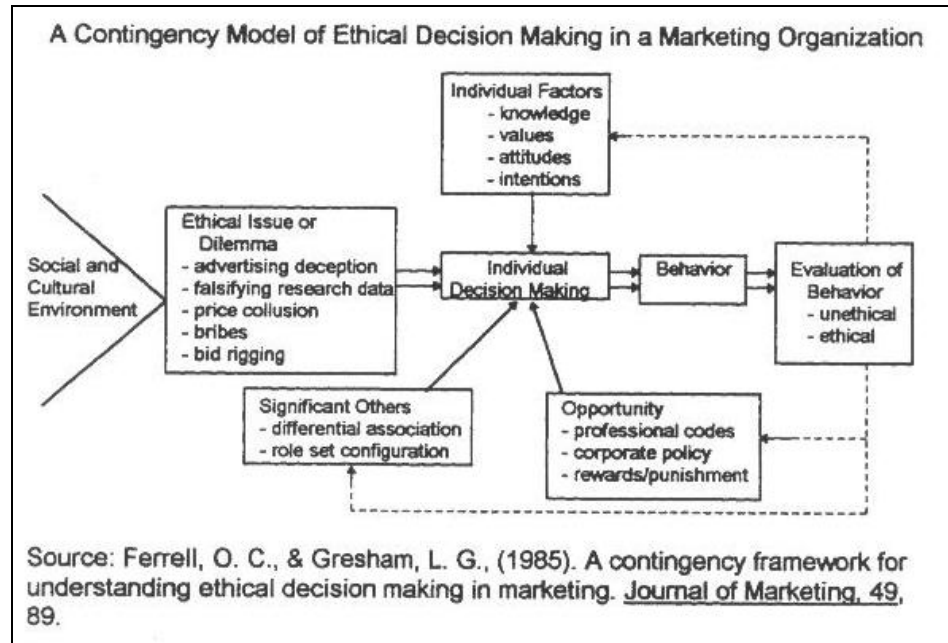 A Contingency Model of Ethical Decision Making in a Marketing Organization
Individual Factors
- knowledge
- values
- attitudes
- intentions
Social and
Cultural
Environment
Ethical Issue or
Dilemma
- advertising deception
- falsifying research data
- price collusion
- bribes
- bid rigging
Individual
Decision Making
Behavior
Evaluation of
Behavior
- unethical
- ethical
Significant Others
- differential association
- role set configuration
Opportunity
- professional codes
- corporate policy
- rewards/punishment
Source: Ferrell, O. C., & Gresham, L. G., (1985). A contingency framework for
understanding ethical decision making in marketing. Journal of Marketing, 49,
89.